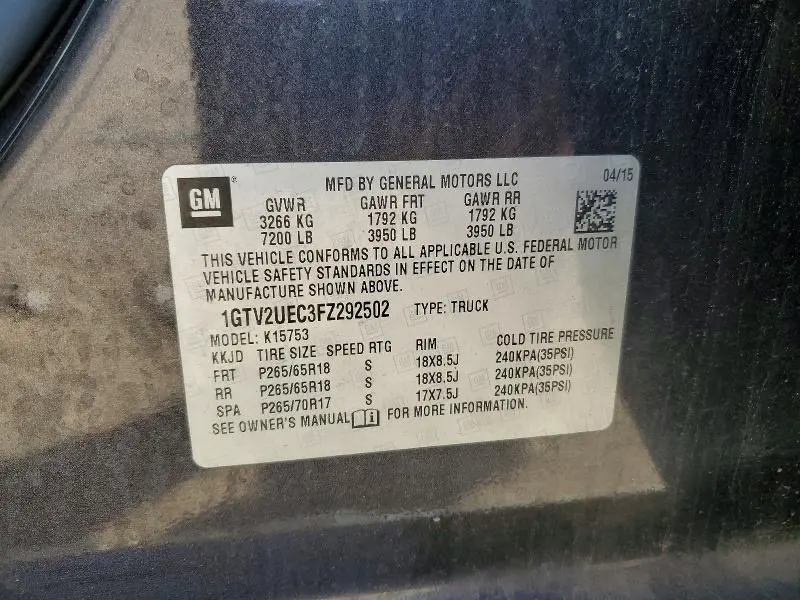 GM ®
MFD BY GENERAL MOTORS LLC 04/15
GVWR GAWR FRT GAWR RR
3266 KG 1792 KG 1792 KG
7200 LB 3950 LB 3950 LB
THIS VEHICLE CONFORMS TO ALL APPLICABLE U.S. FEDERAL MOTOR
VEHICLE SAFETY STANDARDS IN EFFECT ON THE DATE OF
MANUFACTURE SHOWN ABOVE.
1GTV2UEC3FZ292502 TYPE: TRUCK
MODEL: K15753
KKJD TIRE SIZE SPEED RTG RIM COLD TIRE PRESSURE
FRT P265/65R18 S 18X8.5J 240KPA(35PSI)
RR P265/65R18 S 18X8.5J 240KPA(35PSI)
SPA P265/70R17 S 17X7.5J 240KPA(35PSI)
SEE OWNER'S MANUAL i FOR MORE INFORMATION.